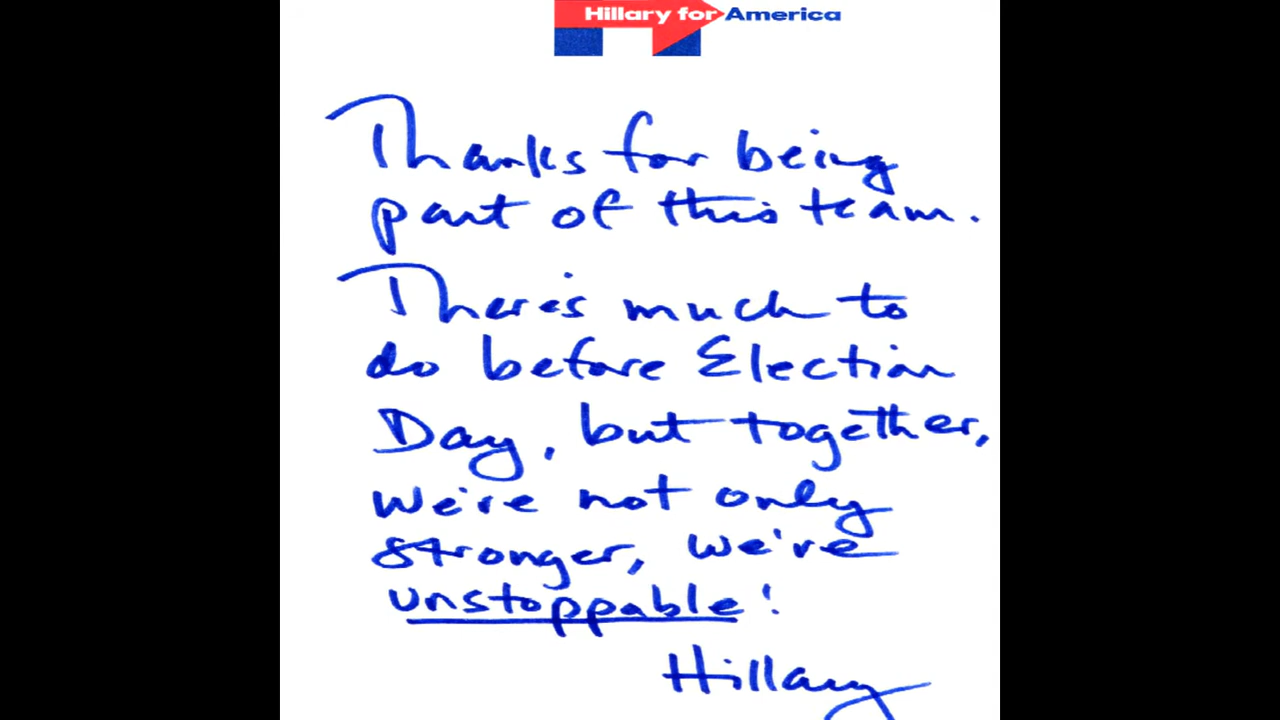 Hillary for America
Thanks for being
part of this team.
There's much to
do before Election
Day, but together,
we're not only
stronger, we're
unstoppable!
Hillary